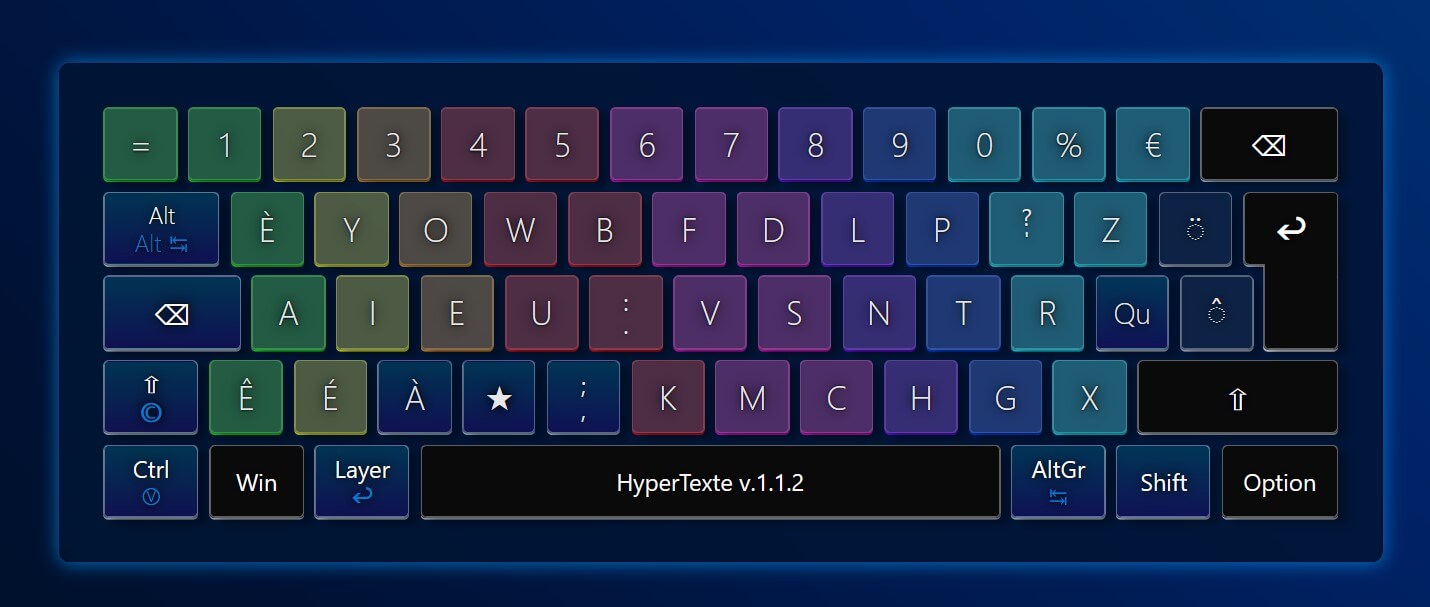 = 1 2 3 4 5 6 7 8 9 0 % € ⌫
Alt È Y O W B F D L P ? Z ¨ ↩
Alt ↹ '
⌫ A I E U : V S N T R Qu ^
.
⇧ Ê É À ★ ; K M C H G X ⇧
© ,
Ctrl Win Layer HyperTexte v.1.1.2 AltGr Shift Option
Ⓥ ↩ ↹